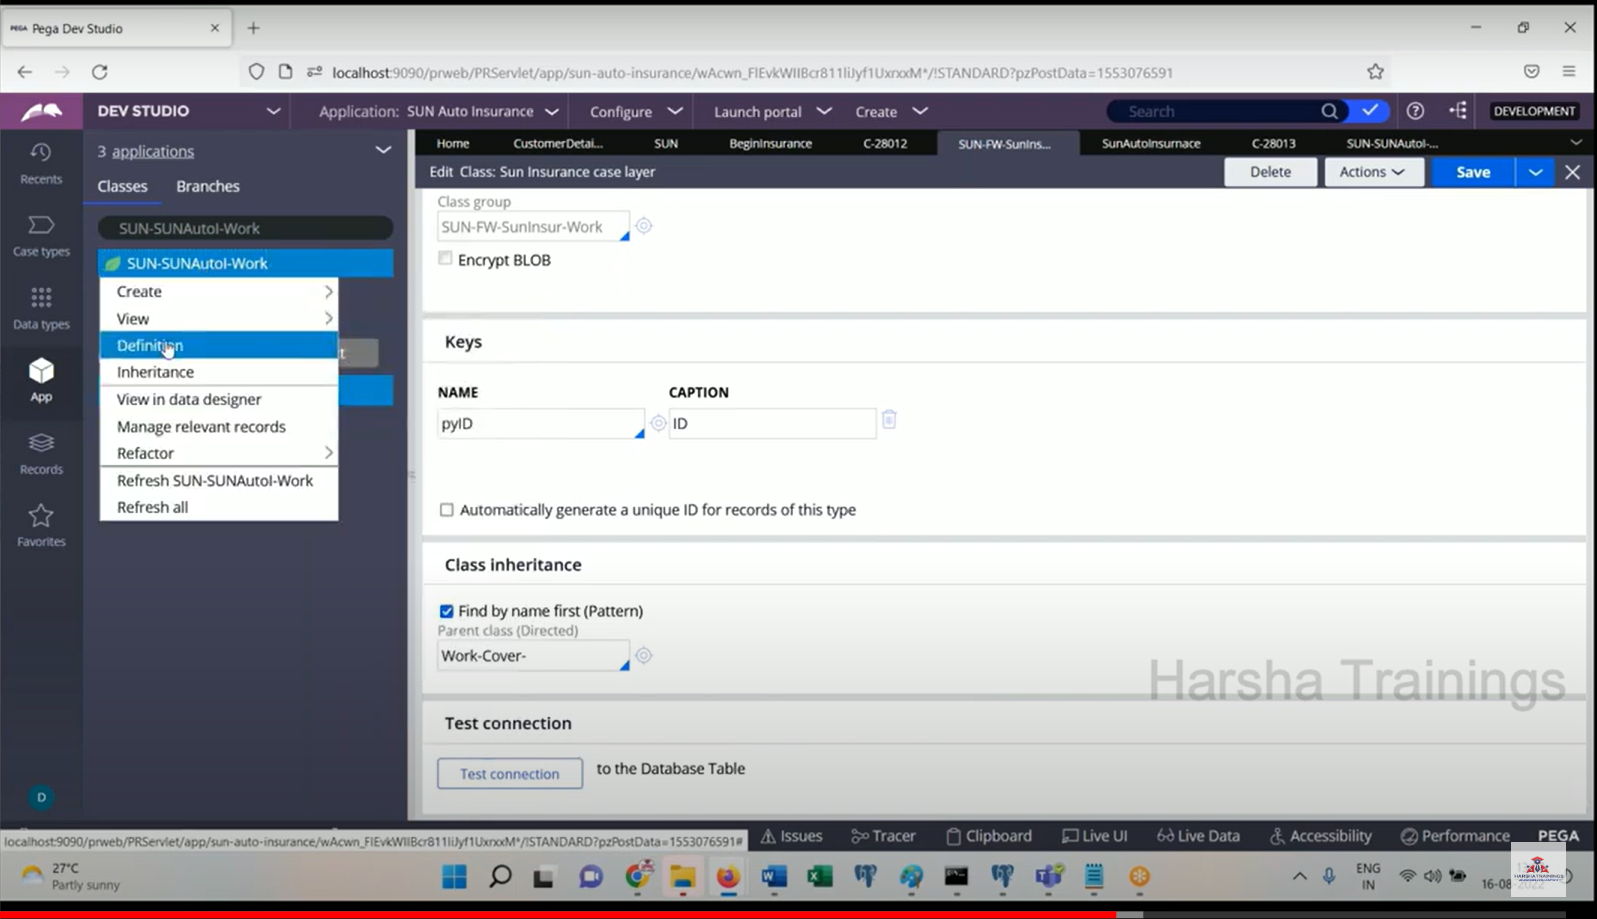 PEGA Pega Dev Studio
localhost:9090/prweb/PRServlet/app/sun-auto-insurance/wAcwn_FlEvkWIIBcr811liJyf1UxrxxM*/!STANDARD?pzPostData=1553076591
DEV STUDIO
Application: SUN Auto Insurance
Configure
Launch portal
Create
Search
DEVELOPMENT
Recents
Case types
Data types
App
Records
Favorites
D
3 applications
Classes
Branches
SUN-SUNAutoI-Work
SUN-SUNAutoI-Work
Create
View
Definition
Inheritance
View in data designer
Manage relevant records
Refactor
Refresh SUN-SUNAutoI-Work
Refresh all
Home
CustomerDetai...
SUN
BeginInsurance
C-28012
SUN-FW-SunIns...
SunAutoInsurnace
C-28013
SUN-SUNAutoI-...
Edit Class: Sun Insurance case layer
Delete
Actions
Save
Class group
SUN-FW-SunInsur-Work
Encrypt BLOB
Keys
NAME
CAPTION
pyID
ID
Automatically generate a unique ID for records of this type
Class inheritance
Find by name first (Pattern)
Parent class (Directed)
Work-Cover-
Harsha Trainings
Test connection
Test connection to the Database Table
localhost:9090/prweb/PRServlet/app/sun-auto-insurance/wAcwn_FlEvkWIIBcr811liJyf1UxrxxM*/!STANDARD?pzPostData=1553076591#
Issues
Tracer
Clipboard
Live UI
Live Data
Accessibility
Performance
PEGA
27°C
Partly sunny
ENG
IN
16-08-2022
HARSHA TRAININGS